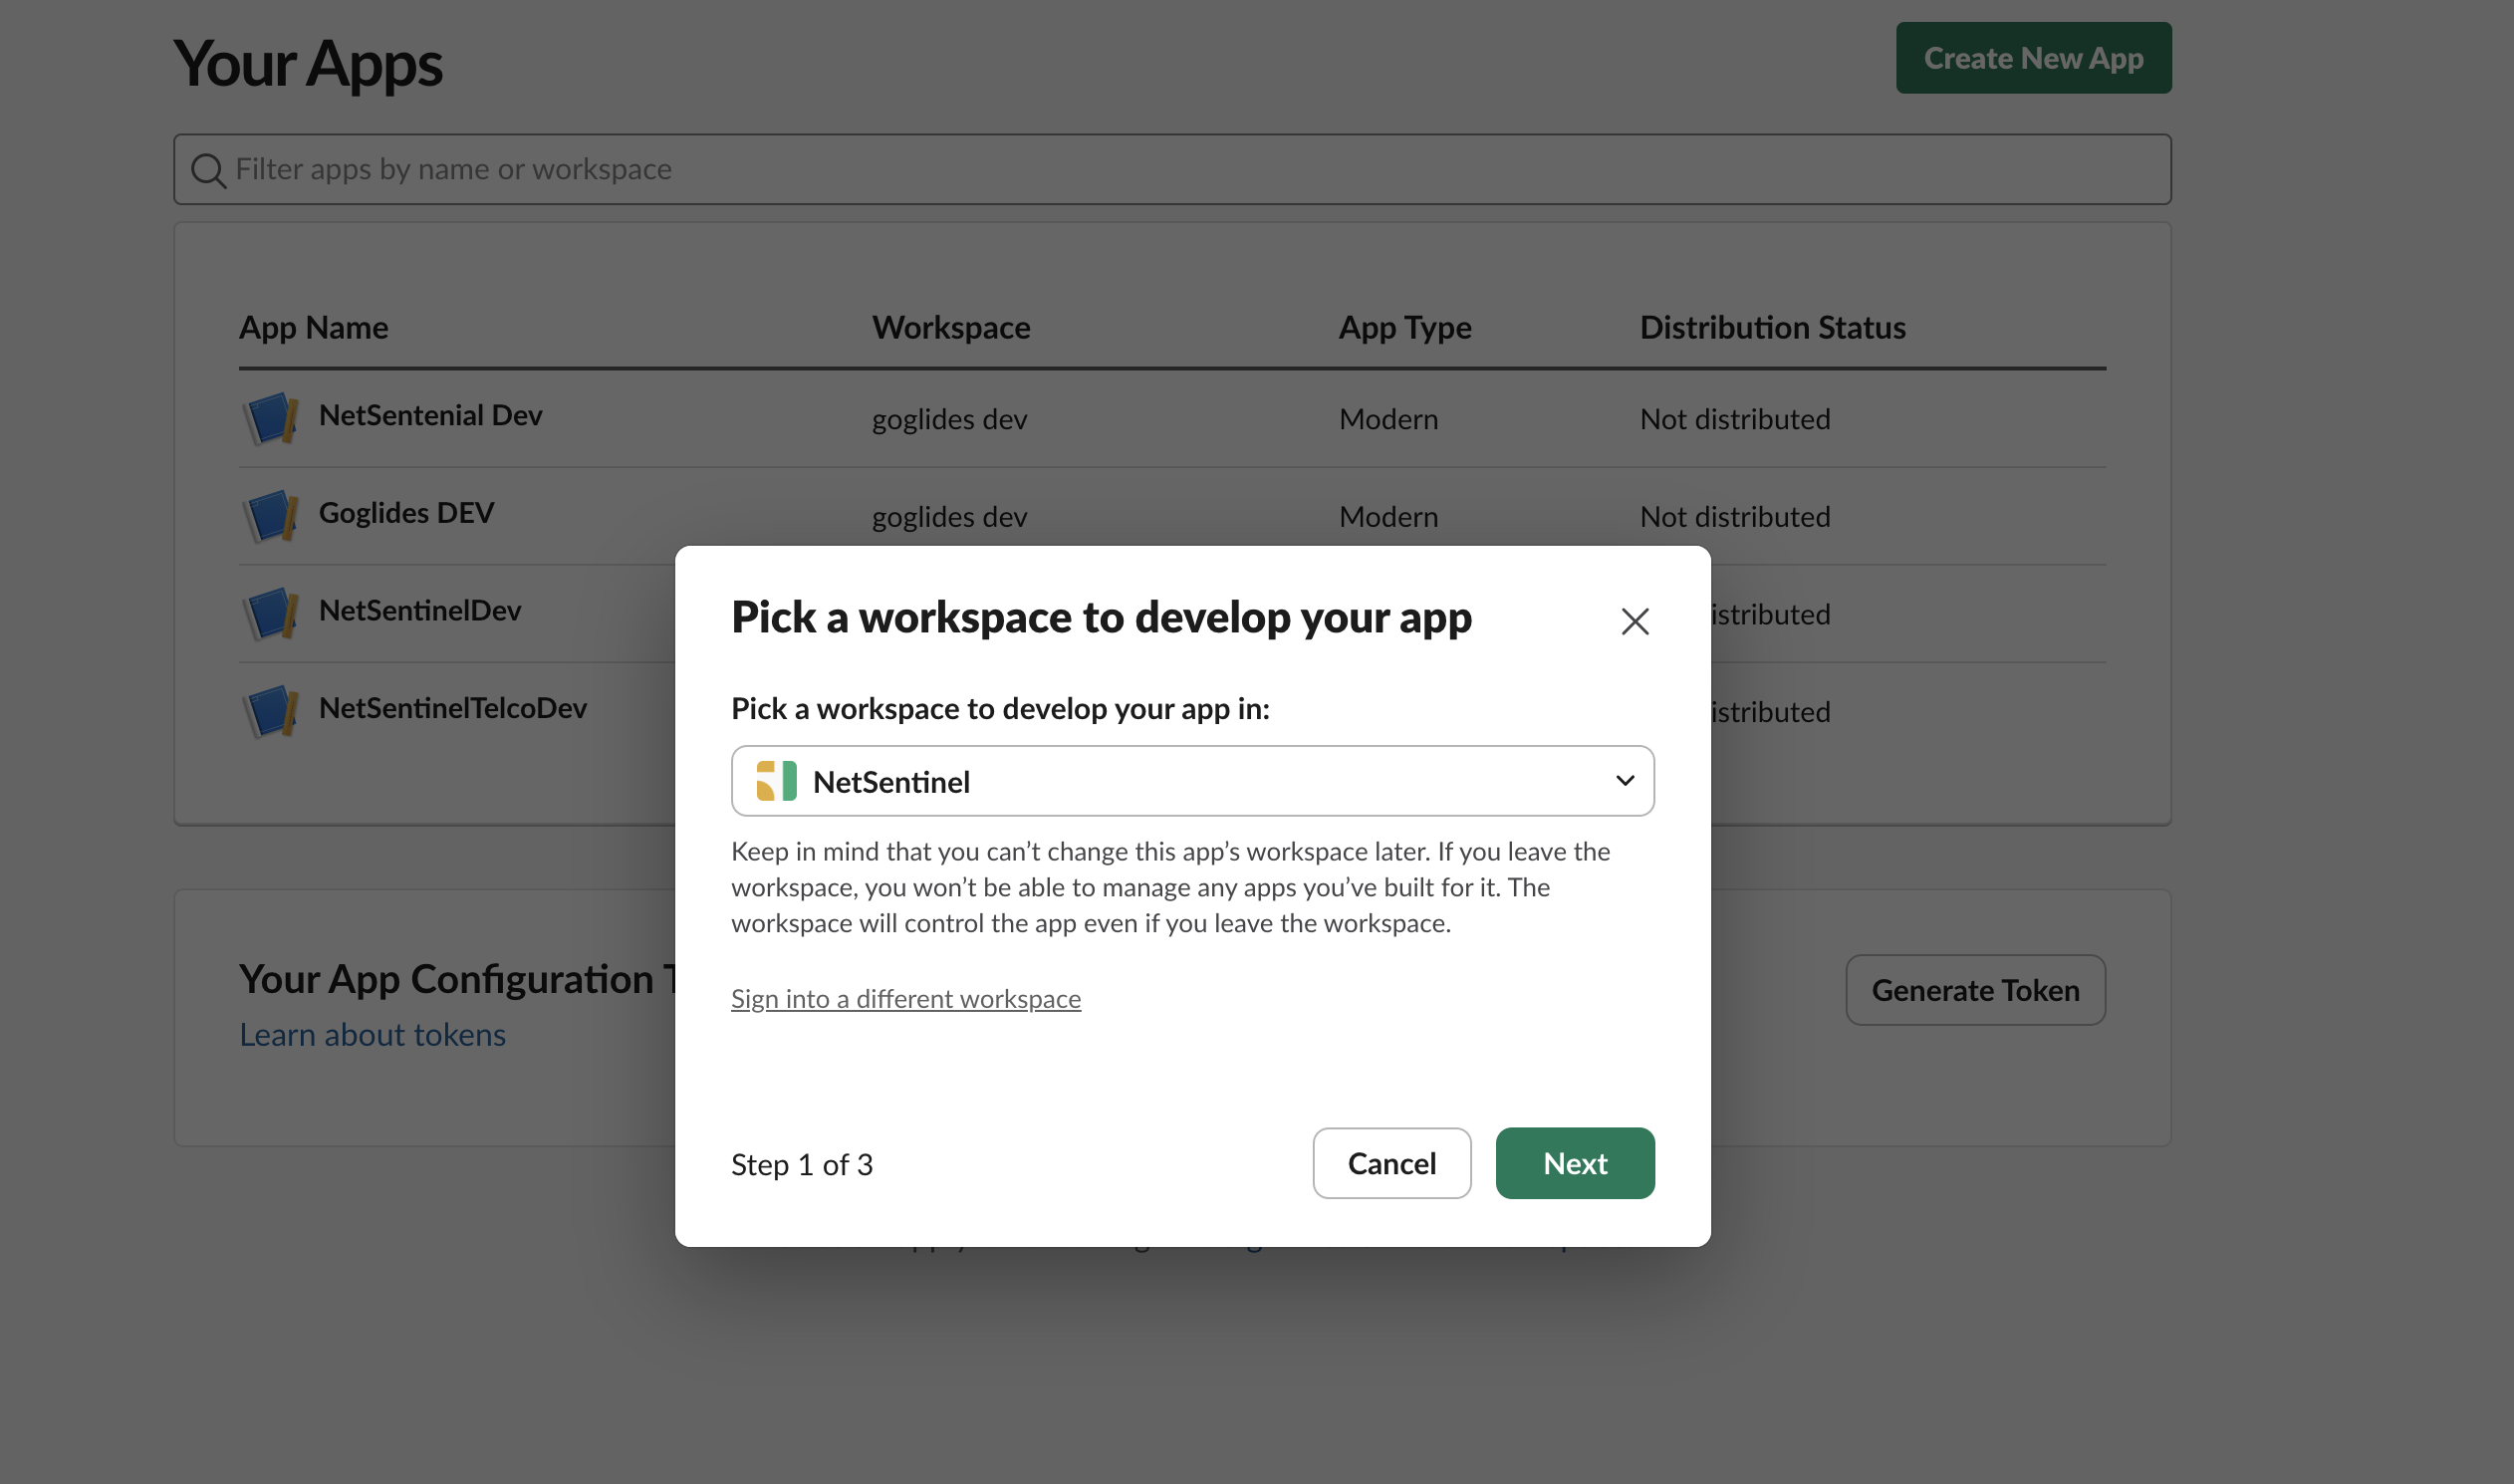 Your Apps
Create New App
Filter apps by name or workspace
App Name Workspace App Type Distribution Status
NetSentenial Dev goglides dev Modern Not distributed
Goglides DEV goglides dev Modern Not distributed
NetSentinelDev istributed
NetSentinelTelcoDev istributed
Pick a workspace to develop your app
Pick a workspace to develop your app in:
NetSentinel
Keep in mind that you can’t change this app’s workspace later. If you leave the
workspace, you won’t be able to manage any apps you’ve built for it. The
workspace will control the app even if you leave the workspace.
Sign into a different workspace
Step 1 of 3
Cancel
Next
Your App Configuration
Learn about tokens
Generate Token